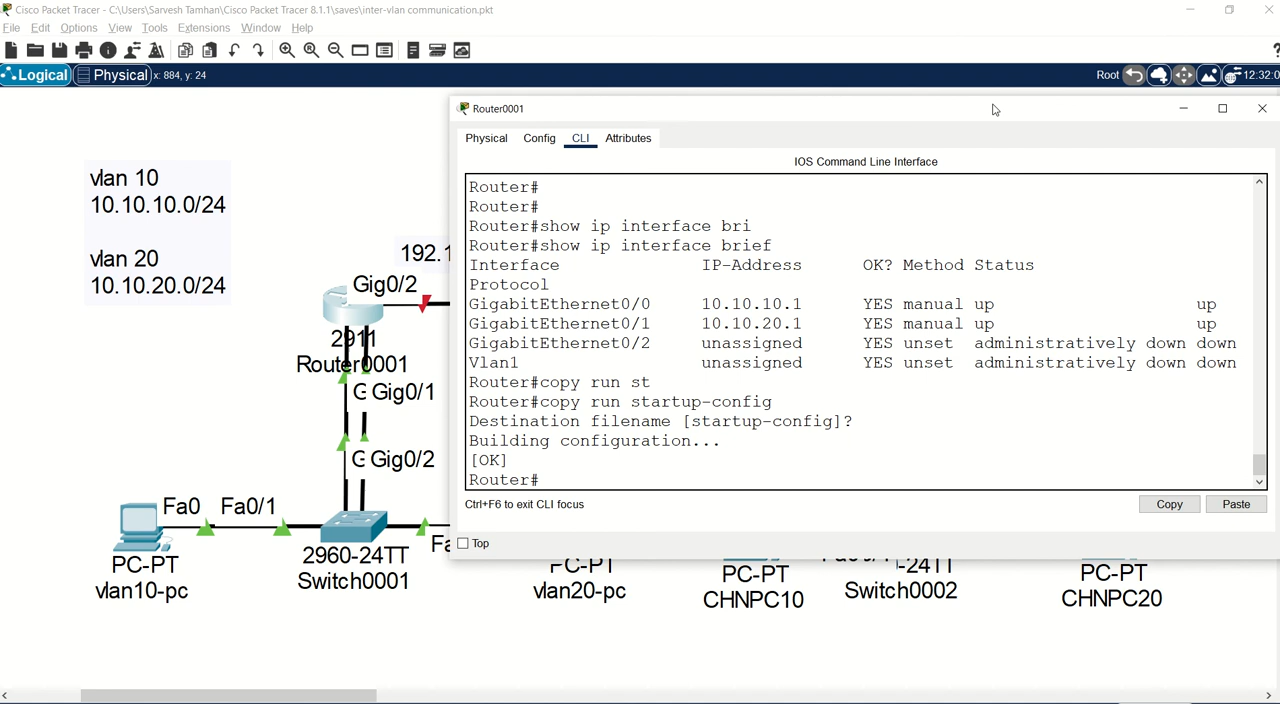 Cisco Packet Tracer - C:\Users\Sarvesh Tamhan\Cisco Packet Tracer 8.1.1\saves\inter-vlan communication.pkt
File Edit Options View Tools Extensions Window Help
Logical Physical x: 884, y: 24 Root 12:32:0
Router0001
Physical Config CLI Attributes
IOS Command Line Interface
Router#
Router#
Router#show ip interface bri
Router#show ip interface brief
Interface IP-Address OK? Method Status
Protocol
GigabitEthernet0/0 10.10.10.1 YES manual up up
GigabitEthernet0/1 10.10.20.1 YES manual up up
GigabitEthernet0/2 unassigned YES unset administratively down down
Vlan1 unassigned YES unset administratively down down
Router#copy run st
Router#copy run startup-config
Destination filename [startup-config]?
Building configuration...
[OK]
Router#
Ctrl+F6 to exit CLI focus
Copy Paste
Top
vlan 10
10.10.10.0/24
vlan 20
10.10.20.0/24
192.1
Gig0/2
2911
Router0001
G Gig0/1
G Gig0/2
Fa0 Fa0/1
PC-PT
vlan10-pc
2960-24TT
Switch0001
PC-PT
vlan20-pc
PC-PT
CHNPC10
-24TT
Switch0002
PC-PT
CHNPC20